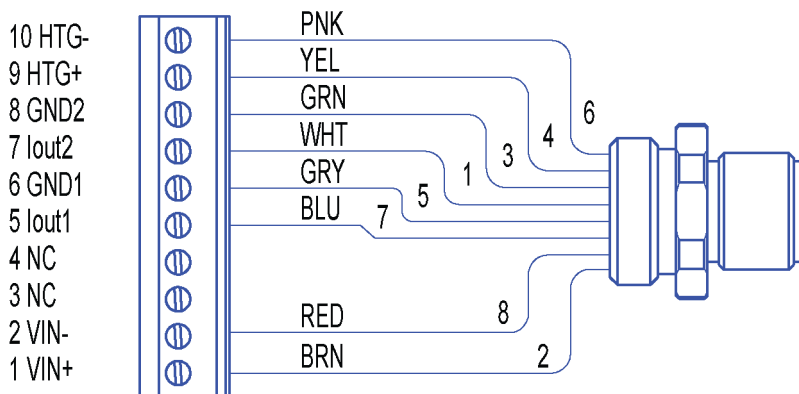 10 HTG- PNK
9 HTG+ YEL
8 GND2 GRN 6
7 Iout2 WHT 4
6 GND1 GRY 3
5 Iout1 BLU 1
4 NC 5
3 NC 7
2 VIN- RED 8
1 VIN+ BRN 2